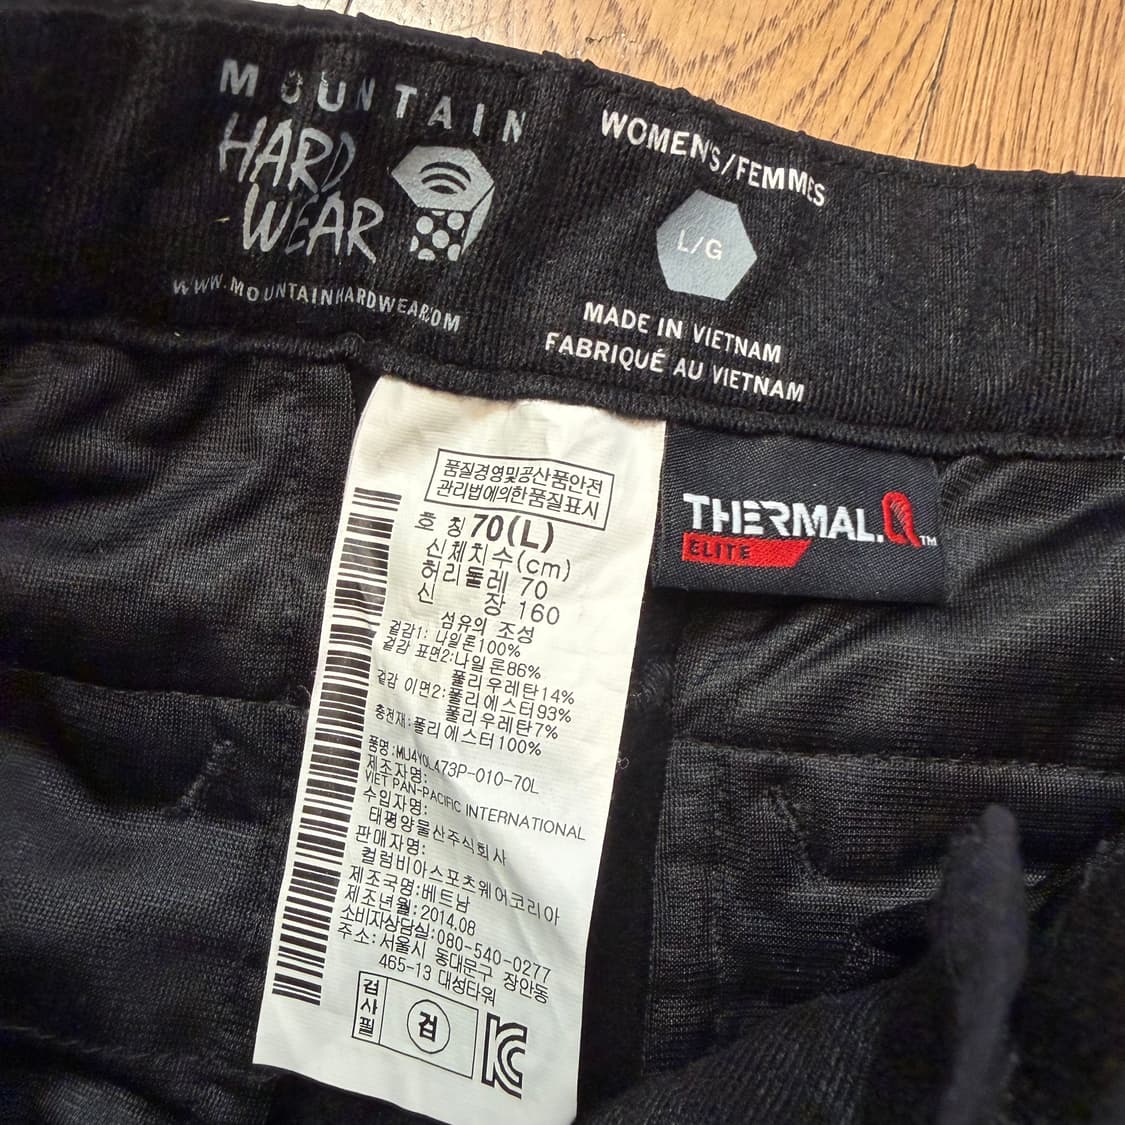 MOUNTAIN
HARD
WEAR
WWW.MOUNTAINHARDWEAR.COM
WOMEN'S/FEMMES
L/G
MADE IN VIETNAM
FABRIQUÉ AU VIETNAM
THERMAL.Q™
ELITE
품질경영및공산품안전
관리법에의한품질표시
호 칭 70(L)
신체치수(cm)
허리둘레 70
신 장 160
섬유의 조성
겉감1: 나일론100%
겉감 표면2:나일론86%
폴리우레탄14%
겉감 이면2:폴리에스터93%
폴리우레탄7%
충전재:폴리에스터100%
품명:MU4Y0L473P-010-70L
제조자명:
VIET PAN-PACIFIC INTERNATIONAL
수입자명:
태평양물산주식회사
판매자명:
컬럼비아스포츠웨어코리아
제조국명:베트남
제조년월:2014.08
소비자상담실:080-540-0277
주소:서울시 동대문구 장안동
465-13 대성타워
검사필
검
KC